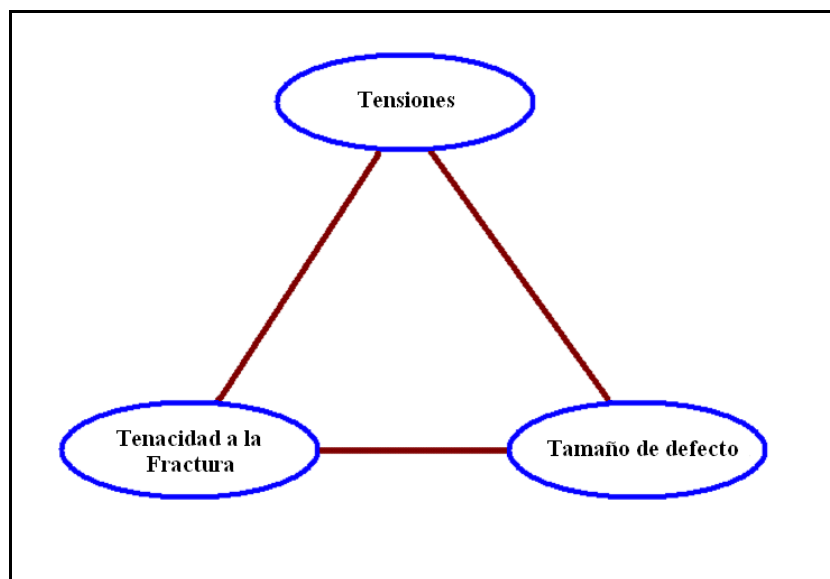 Tensiones
Tenacidad a la
Fractura
Tamaño de defecto